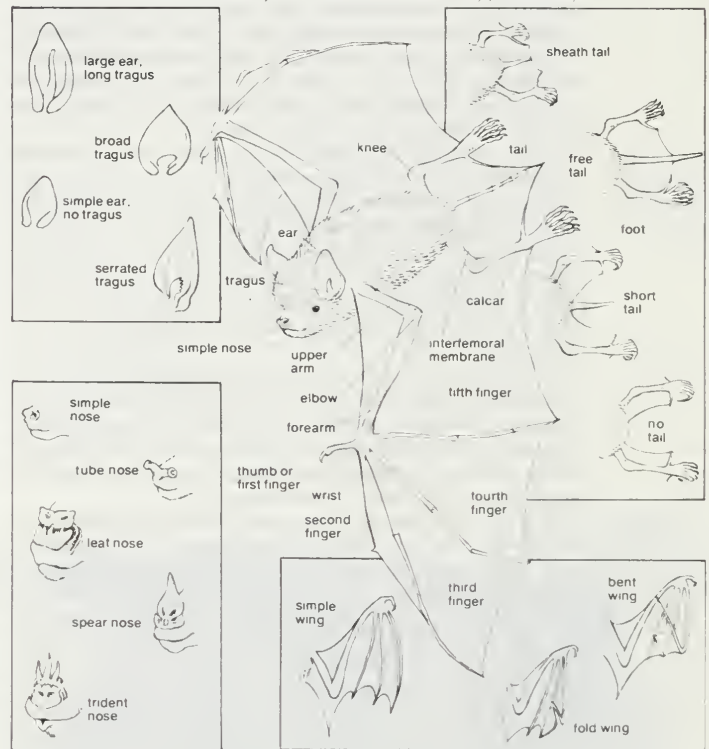 large ear,
long tragus
broad
tragus
simple ear,
no tragus
serrated
tragus
sheath tail
knee
tail
free
tail
foot
ear
tragus
calcar
short
tail
simple nose
upper
arm
interfemoral
membrane
elbow
fifth finger
forearm
no
tail
thumb or
first finger
wrist
second
finger
fourth
finger
third
finger
simple
nose
tube nose
leaf nose
spear nose
trident
nose
simple
wing
bent
wing
fold wing